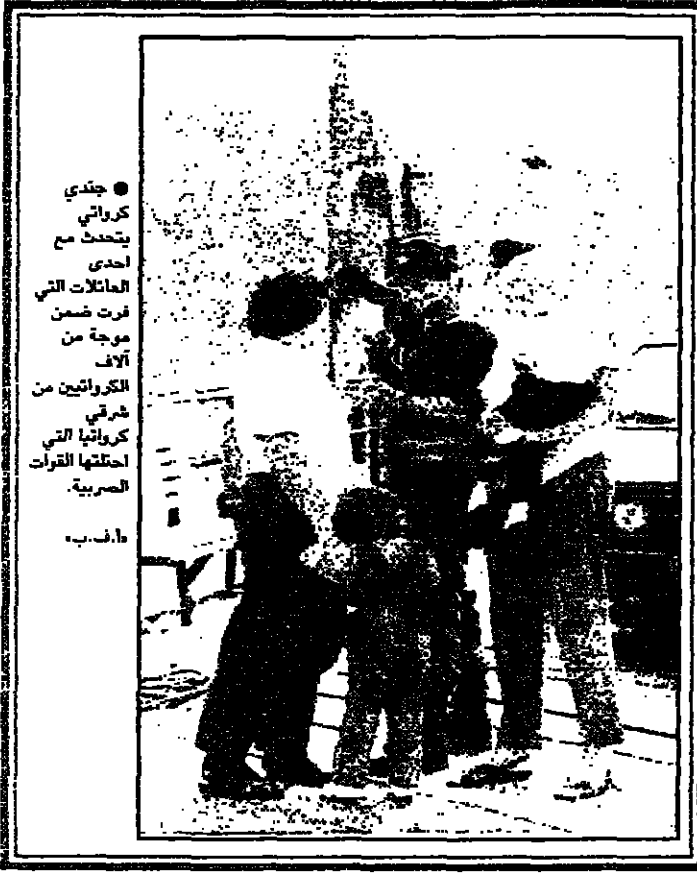 ● جندي
كرواتي
يتحدث مع
احدى
العائلات التي
فرت ضمن
موجة من
آلاف
الكرواتيين من
شرقي
كرواتيا التي
احتلتها القوات
الصربية.
«أ.ف.ب»